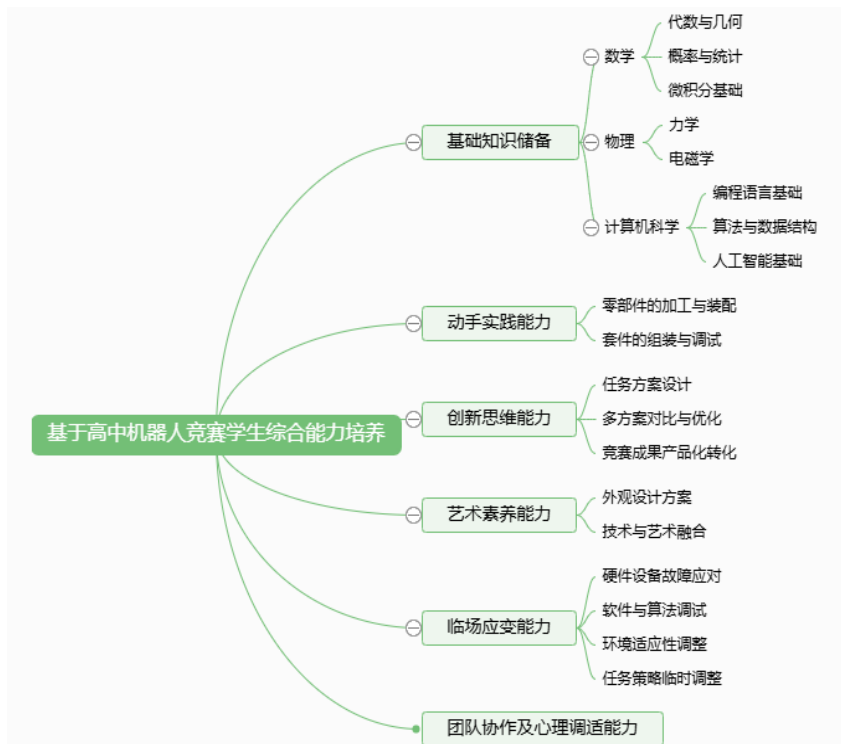 基于高中机器人竞赛学生综合能力培养
基础知识储备
数学
代数与几何
概率与统计
微积分基础
物理
力学
电磁学
计算机科学
编程语言基础
算法与数据结构
人工智能基础
动手实践能力
零部件的加工与装配
套件的组装与调试
创新思维能力
任务方案设计
多方案对比与优化
竞赛成果产品化转化
艺术素养能力
外观设计方案
技术与艺术融合
临场应变能力
硬件设备故障应对
软件与算法调试
环境适应性调整
任务策略临时调整
团队协作及心理调适能力